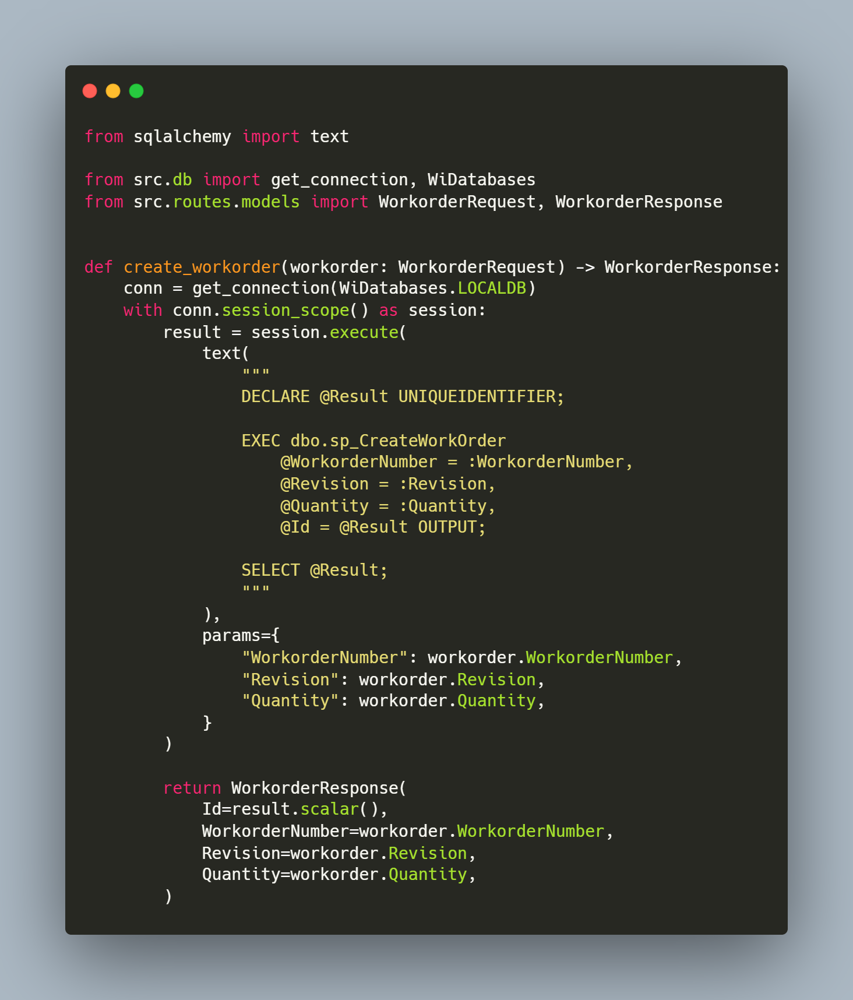 from sqlalchemy import text

from src.db import get_connection, WiDatabases
from src.routes.models import WorkorderRequest, WorkorderResponse


def create_workorder(workorder: WorkorderRequest) -> WorkorderResponse:
    conn = get_connection(WiDatabases.LOCALDB)
    with conn.session_scope() as session:
        result = session.execute(
            text(
                """
                DECLARE @Result UNIQUEIDENTIFIER;

                EXEC dbo.sp_CreateWorkOrder
                    @WorkorderNumber = :WorkorderNumber,
                    @Revision = :Revision,
                    @Quantity = :Quantity,
                    @Id = @Result OUTPUT;

                SELECT @Result;
                """
            ),
            params={
                "WorkorderNumber": workorder.WorkorderNumber,
                "Revision": workorder.Revision,
                "Quantity": workorder.Quantity,
            }
        )

        return WorkorderResponse(
            Id=result.scalar(),
            WorkorderNumber=workorder.WorkorderNumber,
            Revision=workorder.Revision,
            Quantity=workorder.Quantity,
        )